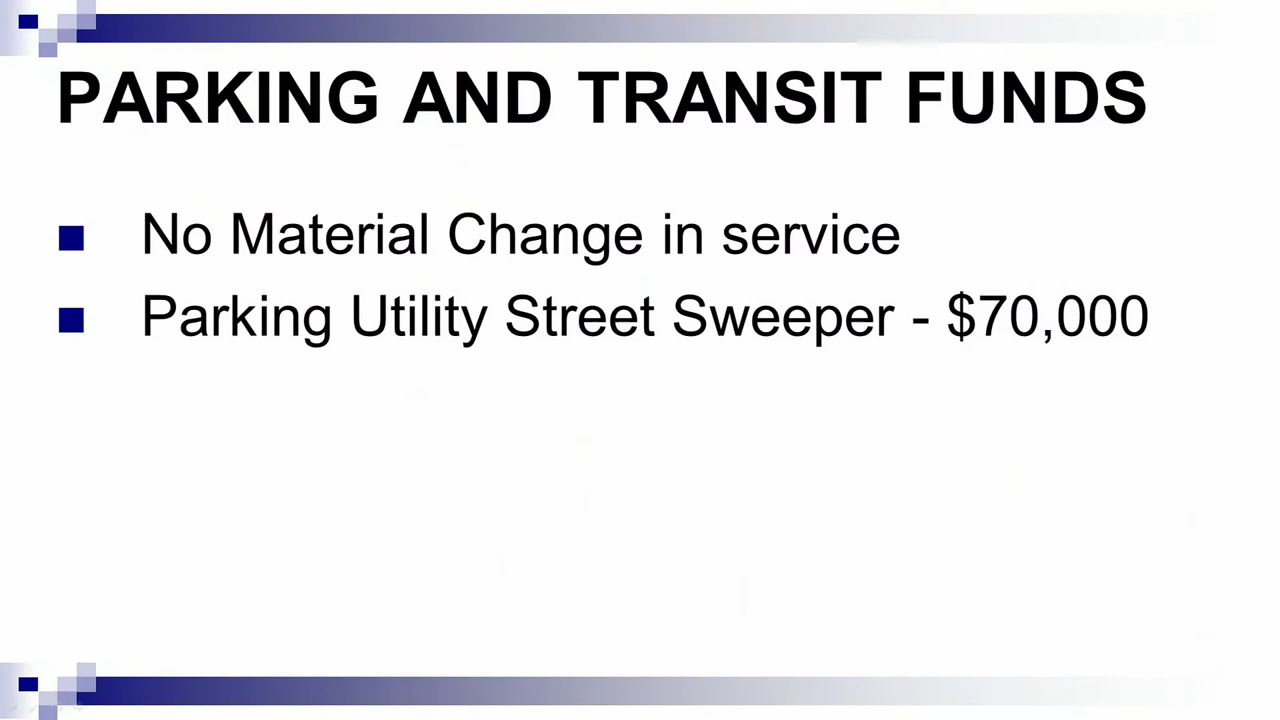 PARKING AND TRANSIT FUNDS
No Material Change in service
Parking Utility Street Sweeper - $70,000